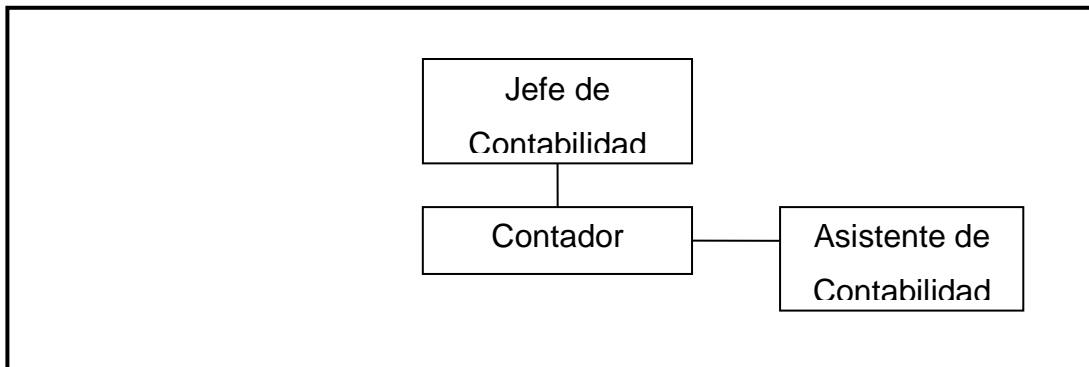 Jefe de
Contabilidad
Contador
Asistente de
Contabilidad